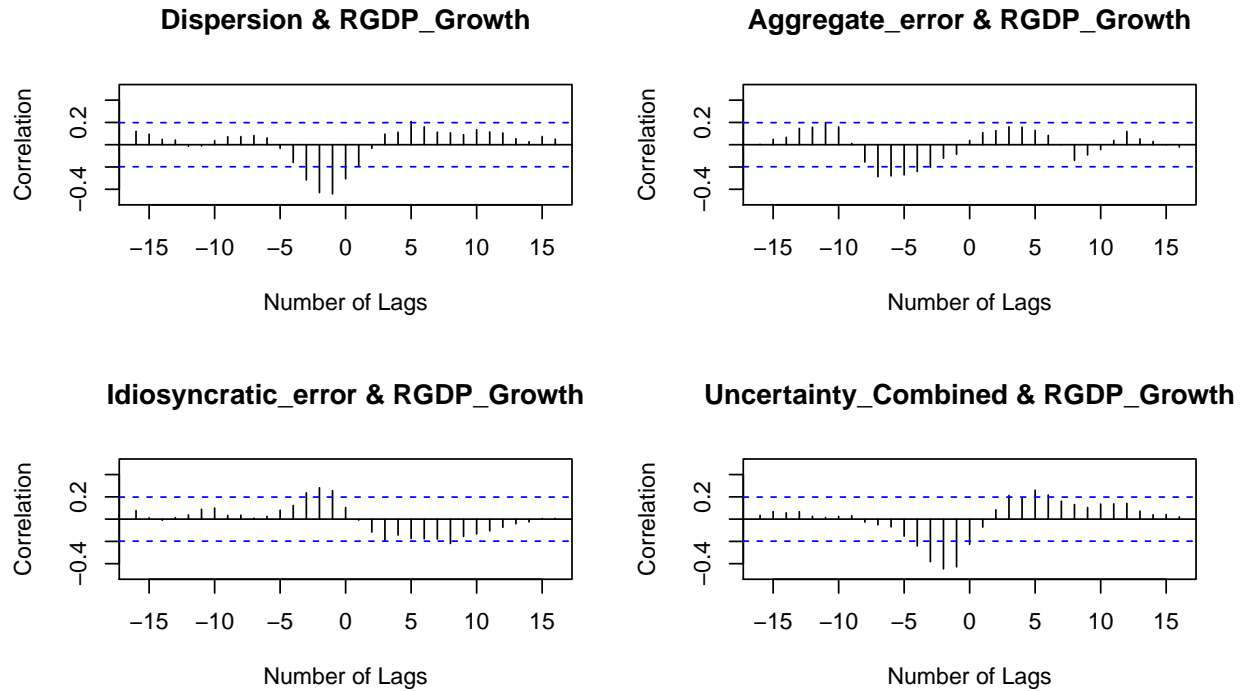 Dispersion & RGDP_Growth
Correlation
0.2
−0.4
−15 −10 −5 0 5 10 15
Number of Lags
Aggregate_error & RGDP_Growth
Correlation
0.2
−0.4
−15 −10 −5 0 5 10 15
Number of Lags
Idiosyncratic_error & RGDP_Growth
Correlation
0.2
−0.4
−15 −10 −5 0 5 10 15
Number of Lags
Uncertainty_Combined & RGDP_Growth
Correlation
0.2
−0.4
−15 −10 −5 0 5 10 15
Number of Lags